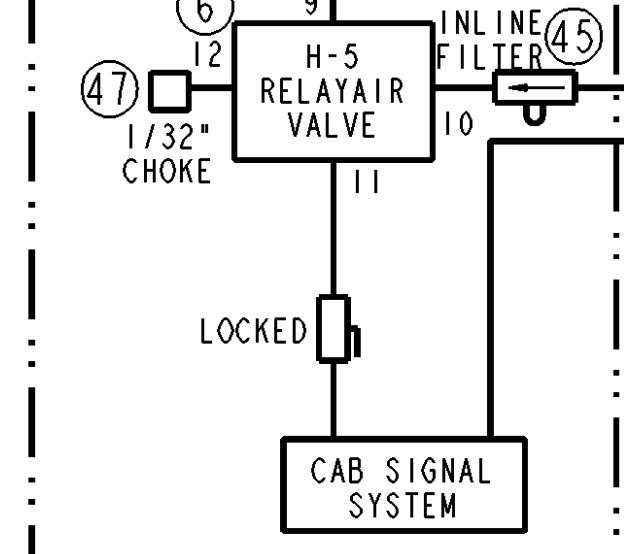 6
9
INLINE
FILTER
45
12
47
H-5
RELAYAIR
VALVE
10
1/32"
CHOKE
11
LOCKED
CAB SIGNAL
SYSTEM